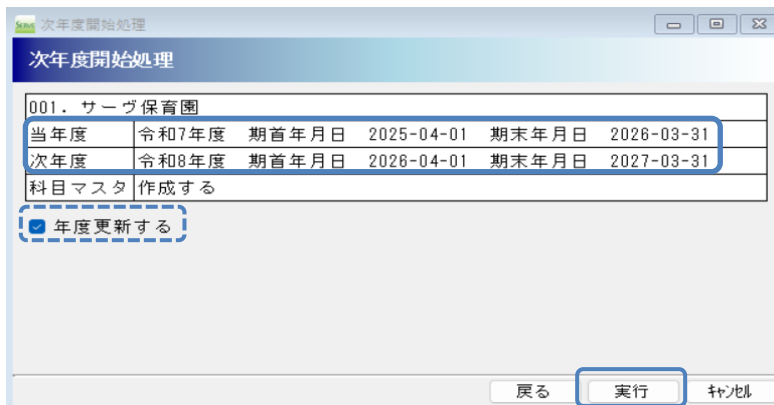 Serve 次年度開始処理
次年度開始処理
001. サーヴ保育園
当年度 令和7年度 期首年月日 2025-04-01 期末年月日 2026-03-31
次年度 令和8年度 期首年月日 2026-04-01 期末年月日 2027-03-31
科目マスタ 作成する
年度更新する
戻る 実行 ｷｬﾝｾﾙ